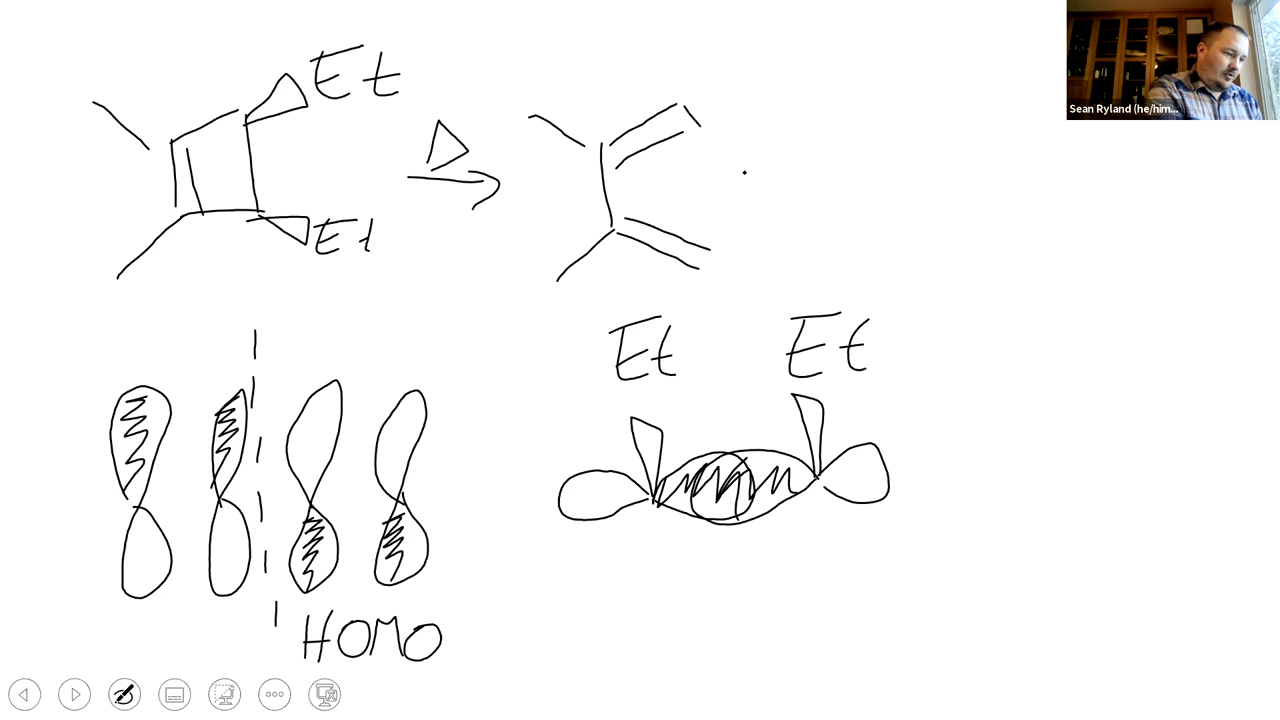 Et
Et
Δ
Et Et
HOMO
Sean Ryland (he/him...